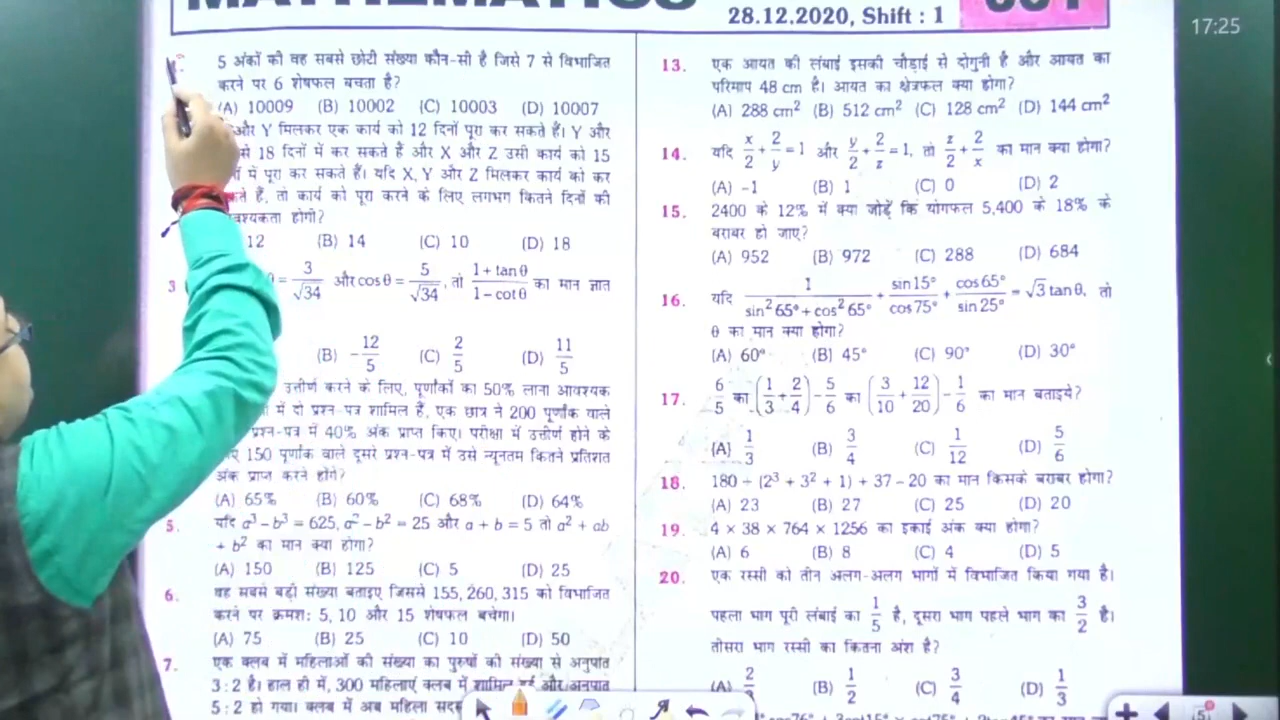 MATHEMATICS
28.12.2020, Shift : 1
17:25
5 अंकों की वह सबसे छोटी संख्या कौन-सी है जिसे 7 से विभाजित
करने पर 6 शेषफल बचता है?
(A) 10009 (B) 10002 (C) 10003 (D) 10007
और Y मिलकर एक कार्य को 12 दिनों पूरा कर सकते हैं। Y और
से 18 दिनों में कर सकते हैं और X और Z उसी कार्य को 15
में पूरा कर सकते हैं। यदि X, Y और Z मिलकर कार्य को कर
हैं, तो कार्य को पूरा करने के लिए लगभग कितने दिनों की
होगी?
12 (B) 14 (C) 10 (D) 18
3 = 3/√34 और cosθ = 5/√34, तो (1+tanθ)/(1−cotθ) का मान ज्ञात
(B) −12/5 (C) 2/5 (D) 11/5
उत्तीर्ण करने के लिए, पूर्णांकों का 50% लाना आवश्यक
में दो प्रश्न-पत्र शामिल हैं, एक छात्र ने 200 पूर्णांक वाले
प्रश्न-पत्र में 40% अंक प्राप्त किए। परीक्षा में उत्तीर्ण होने के
150 पूर्णांक वाले दूसरे प्रश्न-पत्र में उसे न्यूनतम कितने प्रतिशत
अंक प्राप्त करने होंगे?
(A) 65% (B) 60% (C) 68% (D) 64%
5. यदि a³ − b³ = 625, a² − b² = 25 और a + b = 5 तो a² + ab
+ b² का मान क्या होगा?
(A) 150 (B) 125 (C) 5 (D) 25
6. वह सबसे बड़ी संख्या बताइए जिससे 155, 260, 315 को विभाजित
करने पर क्रमश: 5, 10 और 15 शेषफल बचेगा।
(A) 75 (B) 25 (C) 10 (D) 50
7. एक क्लब में महिलाओं की संख्या का पुरुषों की संख्या से अनुपात
3 : 2 है। हाल ही में, 300 महिलाएं क्लब में शामिल हुई और अनुपात
5 : 2 हो गया। क्लब में अब महिला
13. एक आयत की लंबाई इसकी चौड़ाई से दोगुनी है और आयत का
परिमाप 48 cm है। आयत का क्षेत्रफल क्या होगा?
(A) 288 cm² (B) 512 cm² (C) 128 cm² (D) 144 cm²
14. यदि x/2 + 2/y = 1 और y/2 + 2/z = 1, तो z/2 + 2/x का मान क्या होगा?
(A) −1 (B) 1 (C) 0 (D) 2
15. 2400 के 12% में क्या जोड़ें कि योगफल 5,400 के 18% के
बराबर हो जाए?
(A) 952 (B) 972 (C) 288 (D) 684
16. यदि 1/(sin² 65° + cos² 65°) + sin15°/cos75° + cos65°/sin25° = √3 tanθ, तो
θ का मान क्या होगा?
(A) 60° (B) 45° (C) 90° (D) 30°
17. 6/5 का (1/3 + 2/4) − 5/6 का (3/10 + 12/20) − 1/6 का मान बताइये?
(A) 1/3 (B) 3/4 (C) 1/12 (D) 5/6
18. 180 ÷ (2³ + 3² + 1) + 37 − 20 का मान किसके बराबर होगा?
(A) 23 (B) 27 (C) 25 (D) 20
19. 4 × 38 × 764 × 1256 का इकाई अंक क्या होगा?
(A) 6 (B) 8 (C) 4 (D) 5
20. एक रस्सी को तीन अलग-अलग भागों में विभाजित किया गया है।
पहला भाग पूरी लंबाई का 1/5 है, दूसरा भाग पहले भाग का 3/2 है।
तीसरा भाग रस्सी का कितना अंश है?
(A) (B) 1/2 (C) 3/4 (D) 1/3